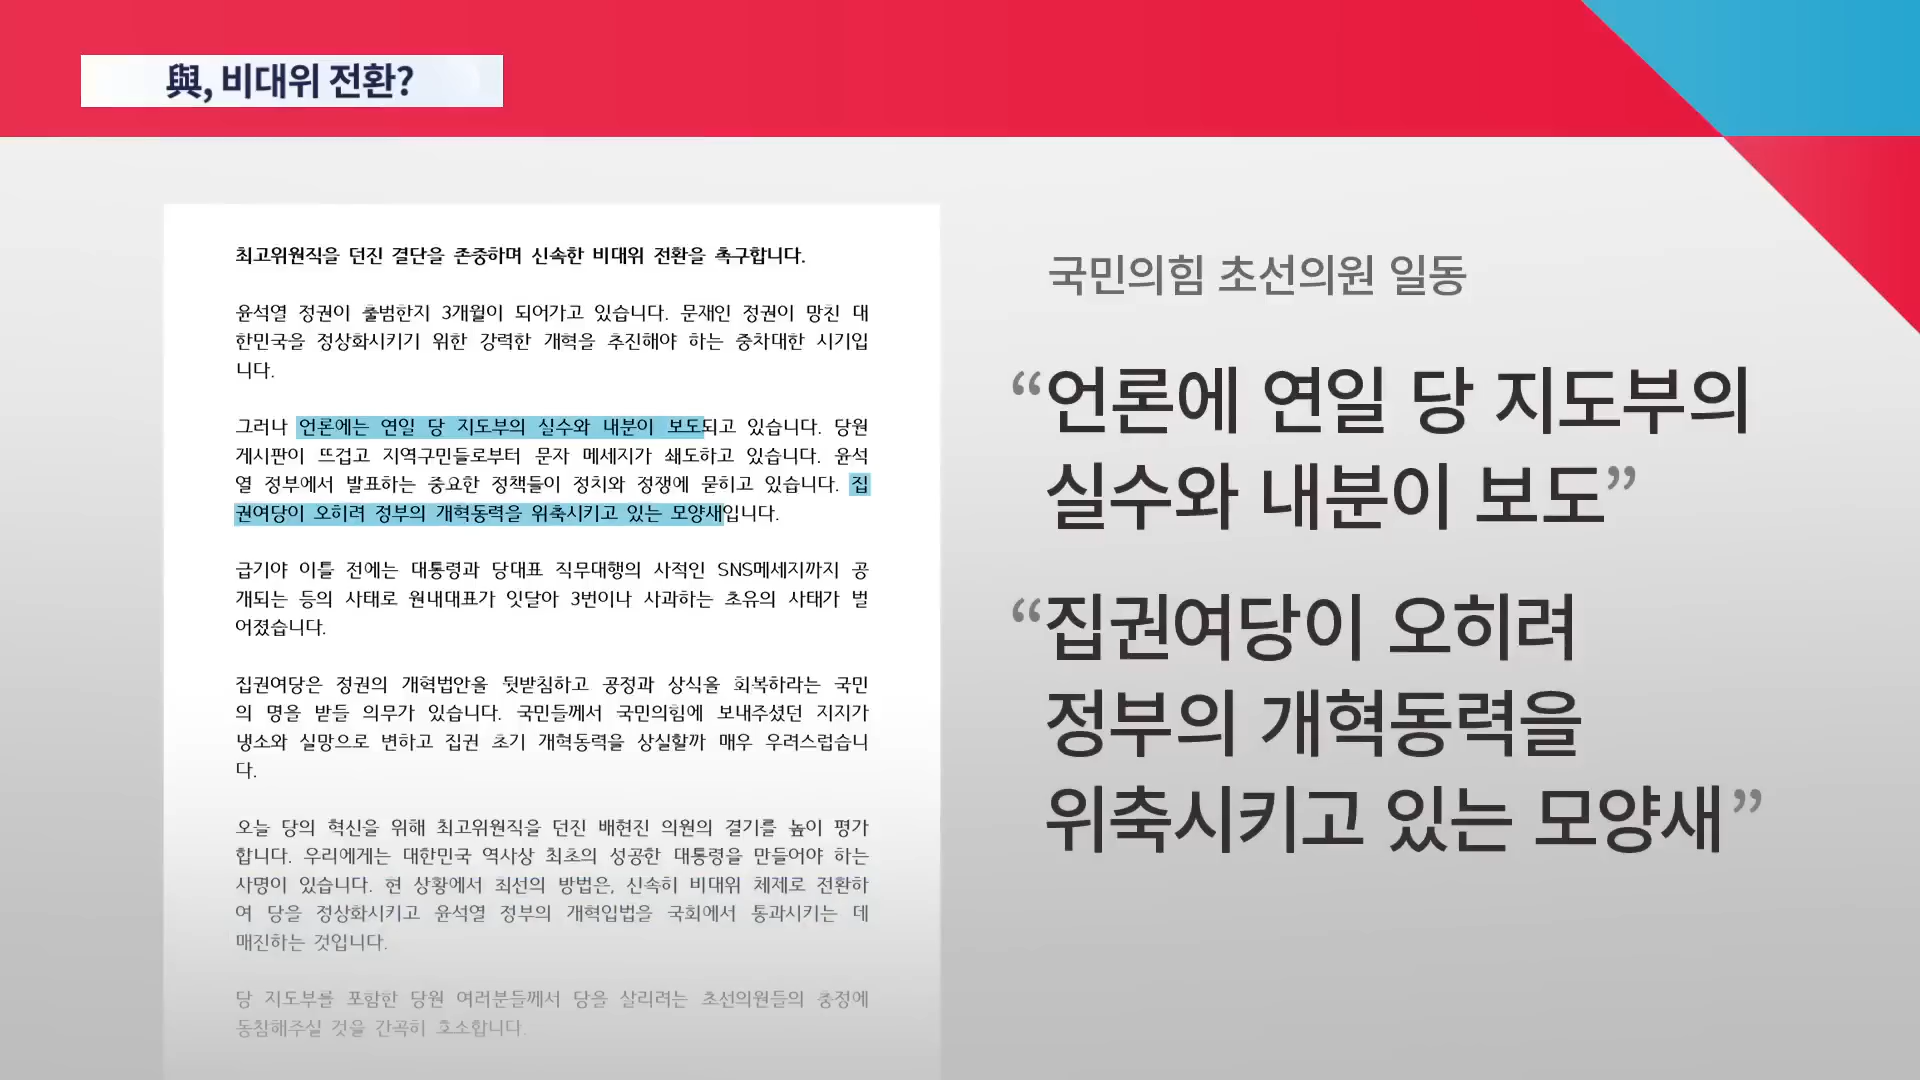 與, 비대위 전환?
최고위원직을 던진 결단을 존중하며 신속한 비대위 전환을 촉구합니다.
윤석열 정권이 출범한지 3개월이 되어가고 있습니다. 문재인 정권이 망친 대
한민국을 정상화시키기 위한 강력한 개혁을 추진해야 하는 중차대한 시기입
니다.
그러나 언론에는 연일 당 지도부의 실수와 내분이 보도되고 있습니다. 당원
게시판이 뜨겁고 지역구민들로부터 문자 메세지가 쇄도하고 있습니다. 윤석
열 정부에서 발표하는 중요한 정책들이 정치와 정쟁에 묻히고 있습니다. 집
권여당이 오히려 정부의 개혁동력을 위축시키고 있는 모양새입니다.
급기야 이틀 전에는 대통령과 당대표 직무대행의 사적인 SNS메세지까지 공
개되는 등의 사태로 원내대표가 잇달아 3번이나 사과하는 초유의 사태가 벌
어졌습니다.
집권여당은 정권의 개혁법안을 뒷받침하고 공정과 상식을 회복하라는 국민
의 명을 받들 의무가 있습니다. 국민들께서 국민의힘에 보내주셨던 지지가
냉소와 실망으로 변하고 집권 초기 개혁동력을 상실할까 매우 우려스럽습니
다.
오늘 당의 혁신을 위해 최고위원직을 던진 배현진 의원의 결기를 높이 평가
합니다. 우리에게는 대한민국 역사상 최초의 성공한 대통령을 만들어야 하는
사명이 있습니다. 현 상황에서 최선의 방법은, 신속히 비대위 체제로 전환하
여 당을 정상화시키고 윤석열 정부의 개혁입법을 국회에서 통과시키는 데
매진하는 것입니다.
당 지도부를 포함한 당원 여러분들께서 당을 살리려는 초선의원들의 충정에
동참해주실 것을 간곡히 호소합니다.
국민의힘 초선의원 일동
“언론에 연일 당 지도부의
실수와 내분이 보도”
“집권여당이 오히려
정부의 개혁동력을
위축시키고 있는 모양새”